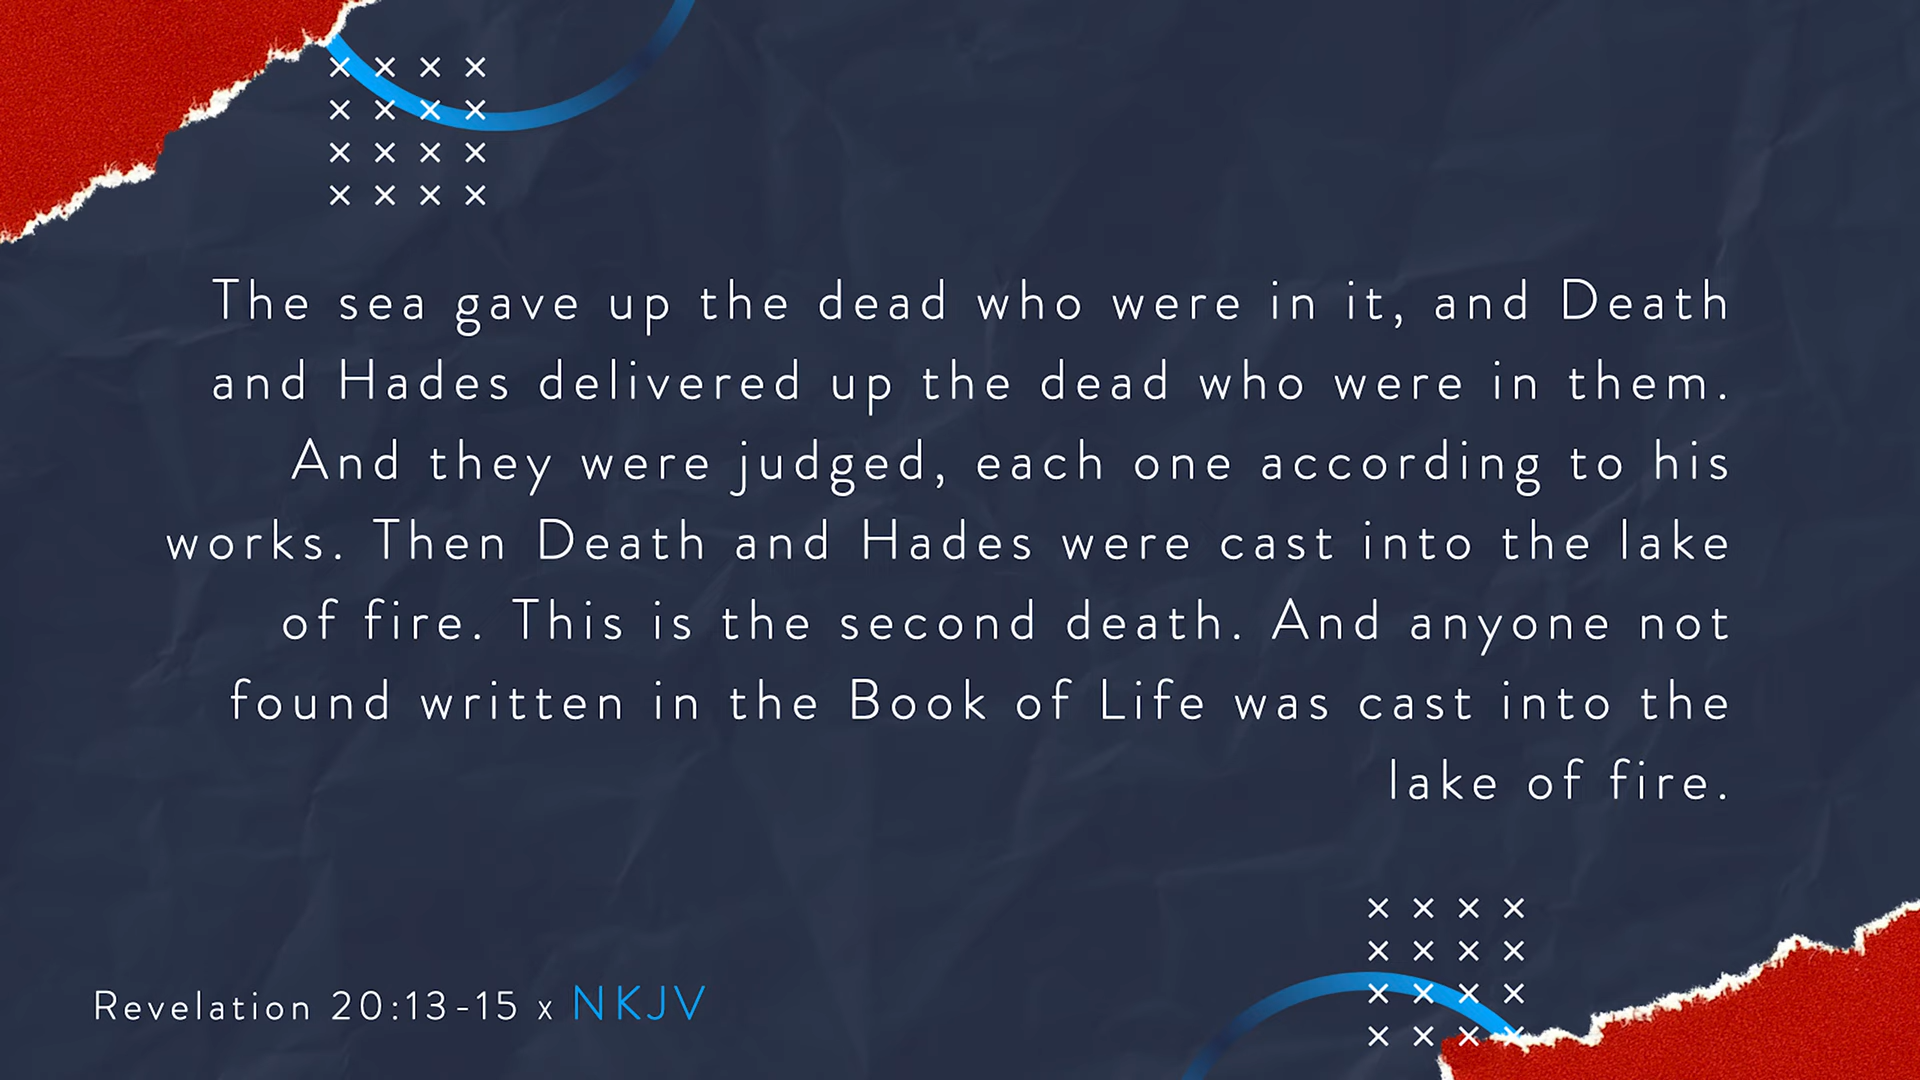 The sea gave up the dead who were in it, and Death
and Hades delivered up the dead who were in them.
And they were judged, each one according to his
works. Then Death and Hades were cast into the lake
of fire. This is the second death. And anyone not
found written in the Book of Life was cast into the
lake of fire.
Revelation 20:13-15 x NKJV